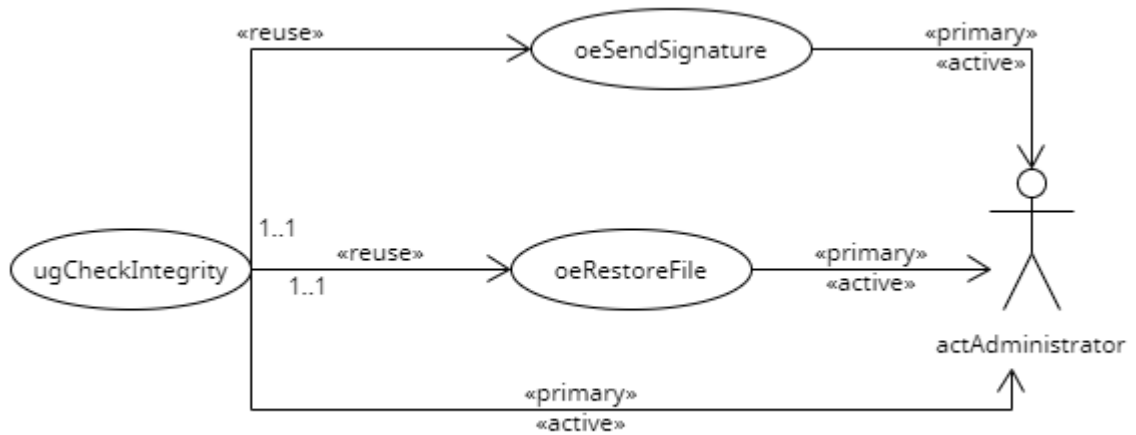 «reuse»
oeSendSignature
«primary»
«active»
1..1
ugCheckIntegrity
«reuse»
1..1
oeRestoreFile
«primary»
«active»
actAdministrator
«primary»
«active»